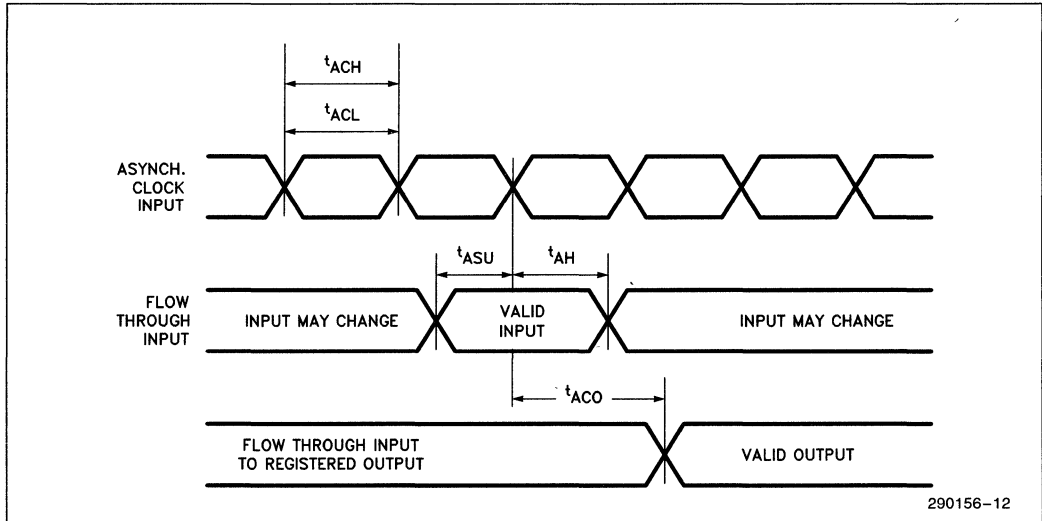 tACH
tACL
ASYNCH.
CLOCK
INPUT
tASU
tAH
FLOW
THROUGH
INPUT
INPUT MAY CHANGE
VALID
INPUT
INPUT MAY CHANGE
tACO
FLOW THROUGH INPUT
TO REGISTERED OUTPUT
VALID OUTPUT
290156-12